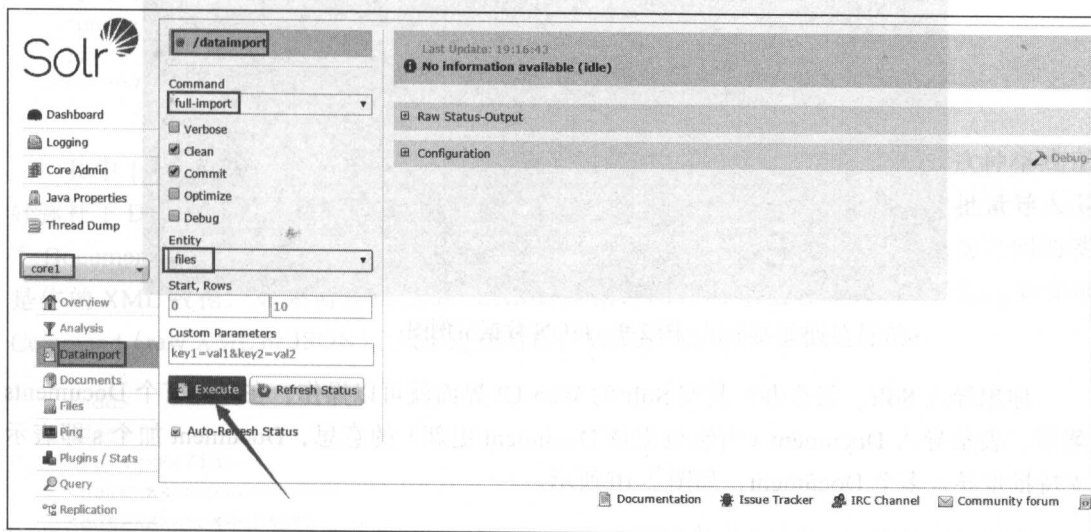 Solr
Dashboard
Logging
Core Admin
Java Properties
Thread Dump
core1
Overview
Analysis
Dataimport
Documents
Files
Ping
Plugins / Stats
Query
Replication
/dataimport
Command
full-import
Verbose
Clean
Commit
Optimize
Debug
Entity
files
Start, Rows
0 10
Custom Parameters
key1=val1&key2=val2
Execute Refresh Status
Auto-Refresh Status
Last Update: 19:16:43
No information available (idle)
Raw Status-Output
Configuration
Debug-
Documentation Issue Tracker IRC Channel Community forum